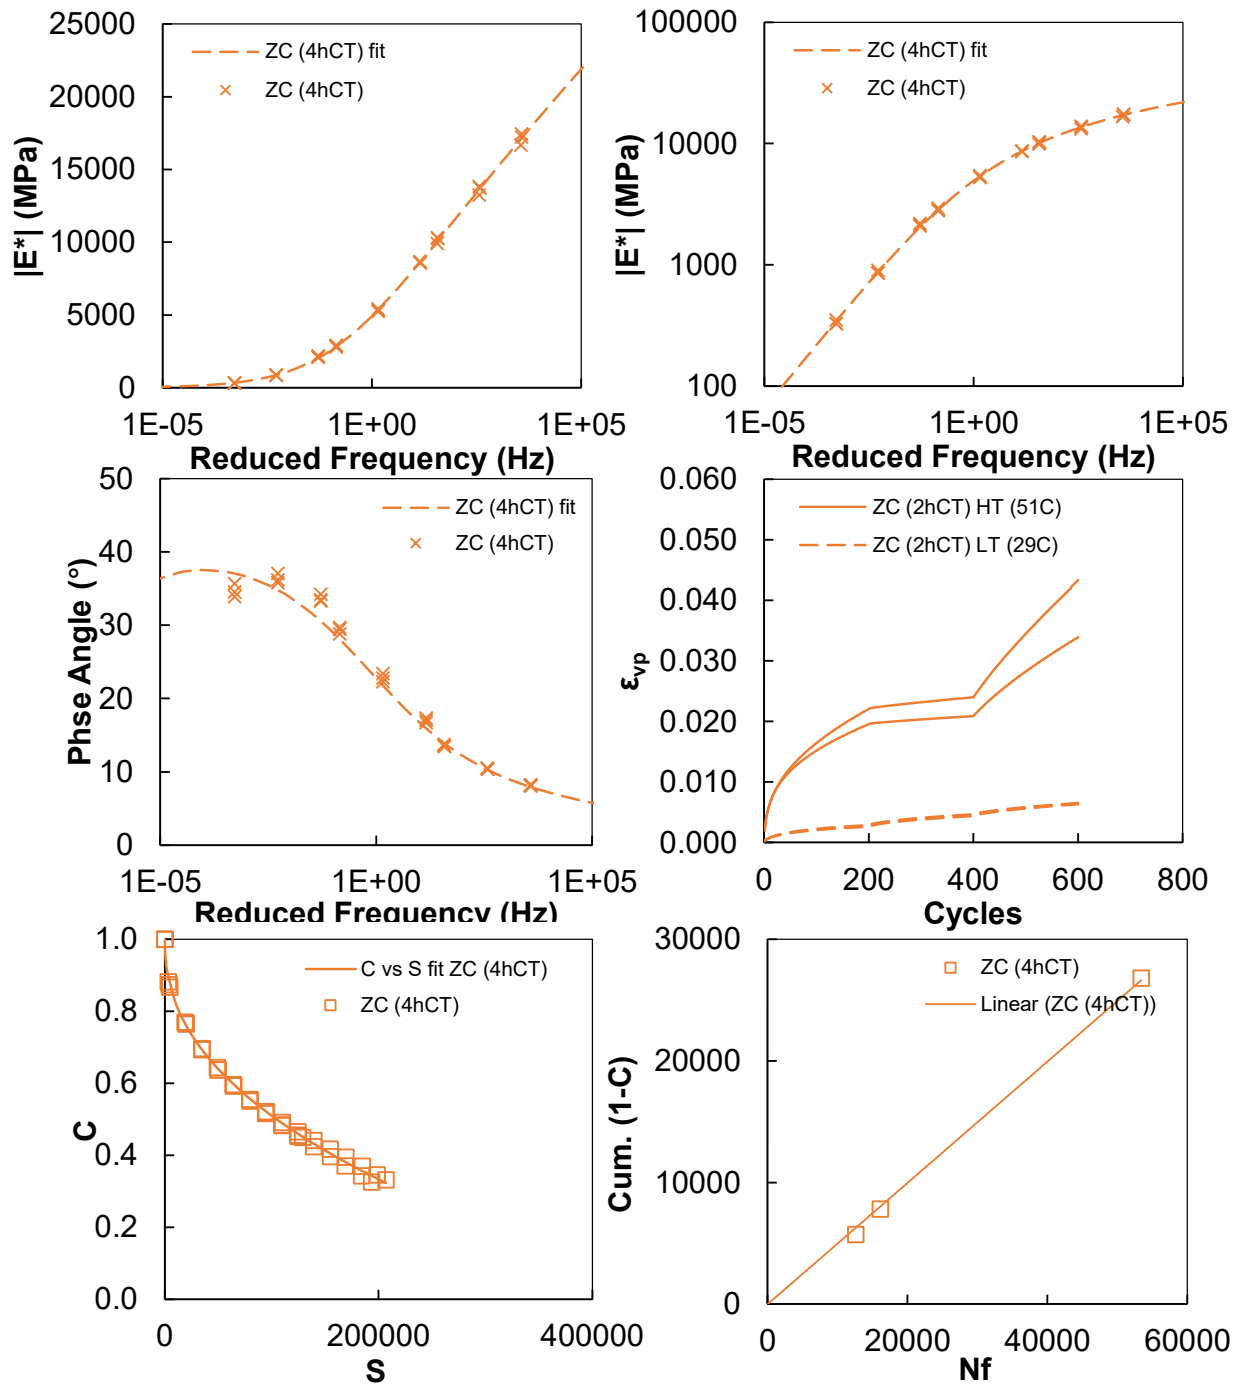 25000
20000
15000
10000
5000
0
|E*| (MPa)
ZC (4hCT) fit
ZC (4hCT)
1E-05 1E+00 1E+05
Reduced Frequency (Hz)
100000
10000
1000
100
|E*| (MPa)
ZC (4hCT) fit
ZC (4hCT)
1E-05 1E+00 1E+05
Reduced Frequency (Hz)
50
40
30
20
10
0
Phse Angle (°)
ZC (4hCT) fit
ZC (4hCT)
1E-05 1E+00 1E+05
Reduced Frequency (Hz)
0.060
0.050
0.040
0.030
0.020
0.010
0.000
εvp
ZC (2hCT) HT (51C)
ZC (2hCT) LT (29C)
0 200 400 600 800
Cycles
1.0
0.8
0.6
0.4
0.2
0.0
C
C vs S fit ZC (4hCT)
ZC (4hCT)
0 200000 400000
S
30000
20000
10000
0
Cum. (1-C)
ZC (4hCT)
Linear (ZC (4hCT))
0 20000 40000 60000
Nf